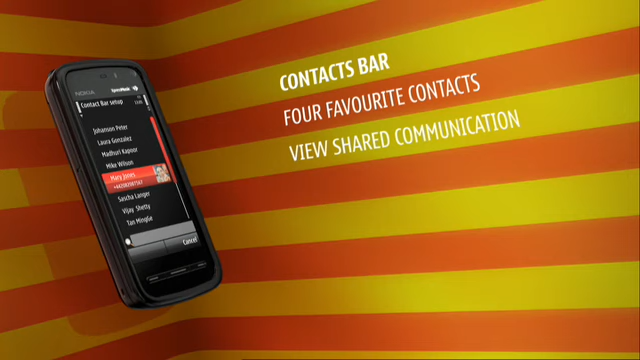 CONTACTS BAR
FOUR FAVOURITE CONTACTS
VIEW SHARED COMMUNICATION
NOKIA
XpressMusic
Contact Bar setup
Johanson Peter
Laura Gonzalez
Madhuri Kapoor
Mike Wilson
Mary Jones
Sascha Langer
Vijay Shetty
Tan Minglie
Cancel